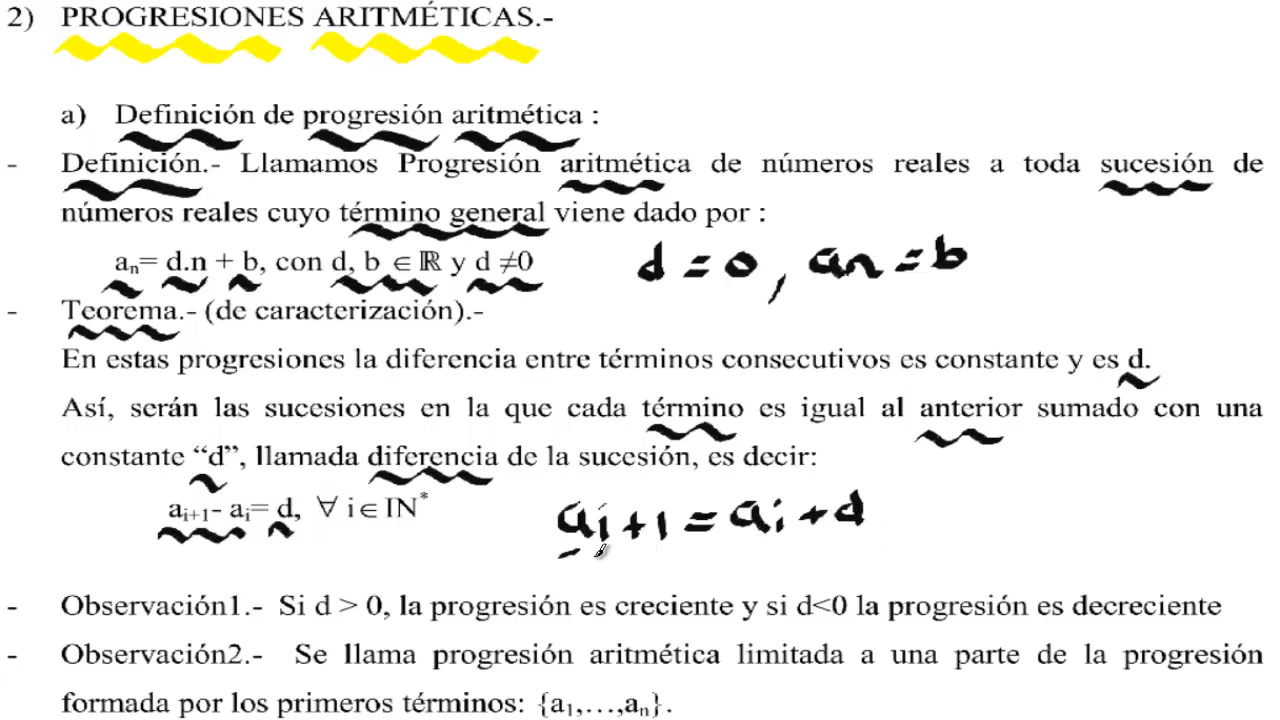 2) PROGRESIONES ARITMÉTICAS.-
a) Definición de progresión aritmética :
- Definición.- Llamamos Progresión aritmética de números reales a toda sucesión de
números reales cuyo término general viene dado por :
aₙ= d.n + b, con d, b ∈ ℝ y d ≠0 d = 0, an = b
- Teorema.- (de caracterización).-
En estas progresiones la diferencia entre términos consecutivos es constante y es d.
Así, serán las sucesiones en la que cada término es igual al anterior sumado con una
constante “d”, llamada diferencia de la sucesión, es decir:
aᵢ₊₁- aᵢ= d, ∀ i∈ IN* ai+1 = ai + d
- Observación1.- Si d > 0, la progresión es creciente y si d<0 la progresión es decreciente
- Observación2.- Se llama progresión aritmética limitada a una parte de la progresión
formada por los primeros términos: {a₁,…,aₙ}.